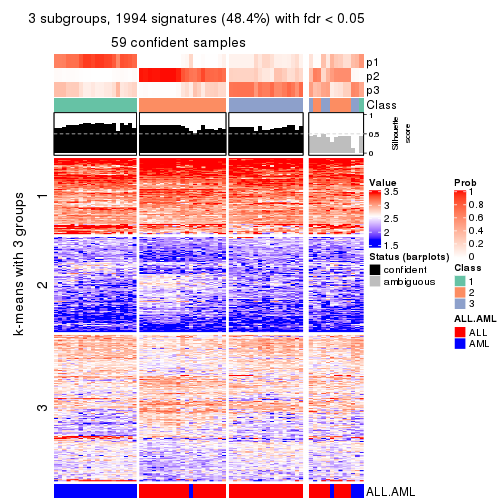 3 subgroups, 1994 signatures (48.4%) with fdr < 0.05
59 confident samples
p1
p2
p3
Class
1
0.5
0
Silhouette
score
k-means with 3 groups
1
2
3
Value
3.5
3
2.5
2
1.5
Status (barplots)
confident
ambiguous
Prob
1
0.8
0.6
0.4
0.2
0
Class
1
2
3
ALL.AML
ALL
AML
ALL.AML